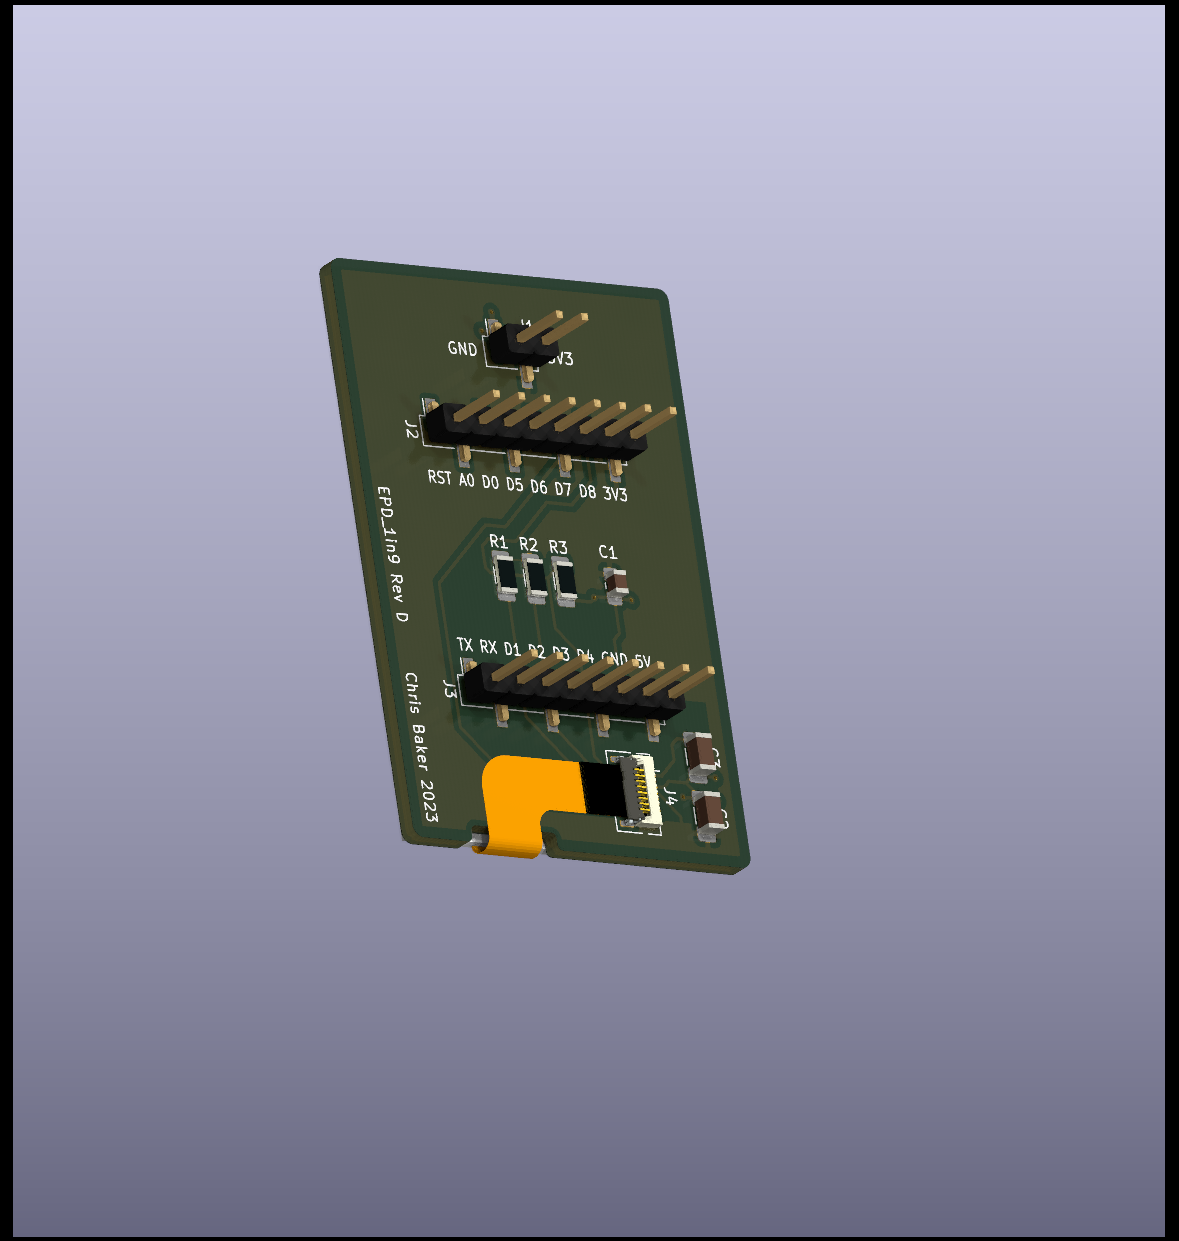 GND
J2
RST A0 D0 D5 D6 D7 D8 3V3
EPD_1in9 Rev D
R1 R2 R3 C1
TX RX D1 D2 D3 D4 GND 5V
J3
Chris Baker 2023
J4